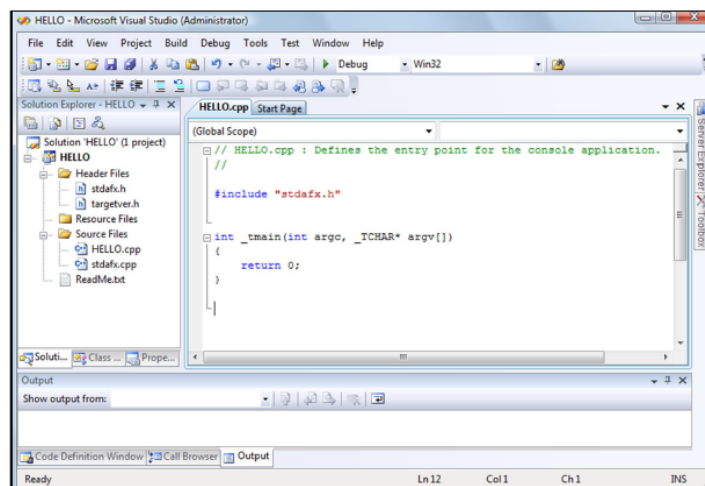 HELLO - Microsoft Visual Studio (Administrator)
File Edit View Project Build Debug Tools Test Window Help
Debug Win32
Solution Explorer - HELLO
HELLO.cpp Start Page
(Global Scope)
Solution 'HELLO' (1 project)
HELLO
Header Files
stdafx.h
targetver.h
Resource Files
Source Files
HELLO.cpp
stdafx.cpp
ReadMe.txt
// HELLO.cpp : Defines the entry point for the console application.
//
#include "stdafx.h"
int _tmain(int argc, _TCHAR* argv[])
{
return 0;
}
Server Explorer
Toolbox
Soluti... Class ... Prope...
Output
Show output from:
Code Definition Window Call Browser Output
Ready Ln 12 Col 1 Ch 1 INS